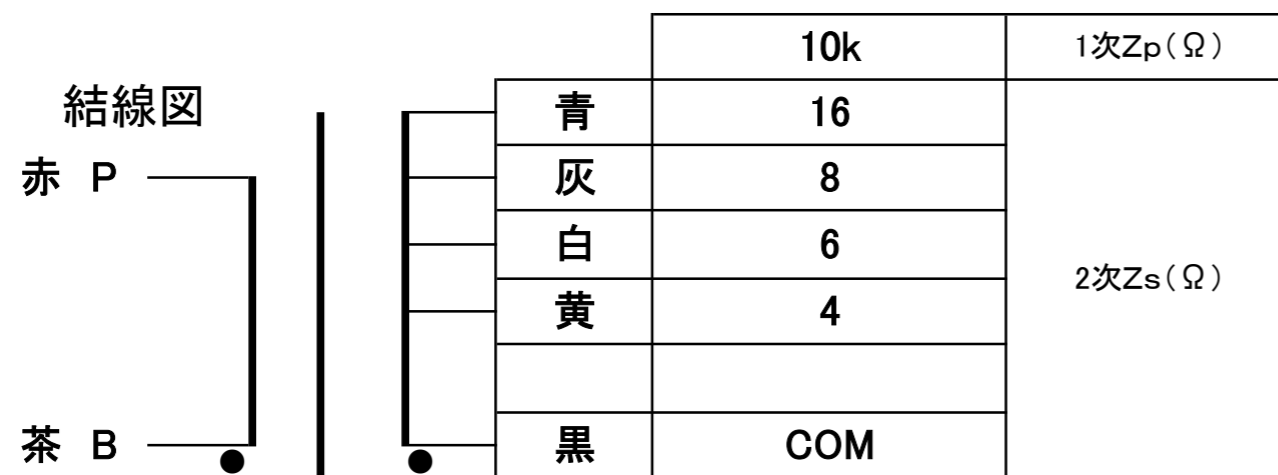 10k 1次Zp(Ω)
結線図
青 16
赤 P
灰 8
白 6
2次Zs(Ω)
黄 4
茶 B
黒 COM